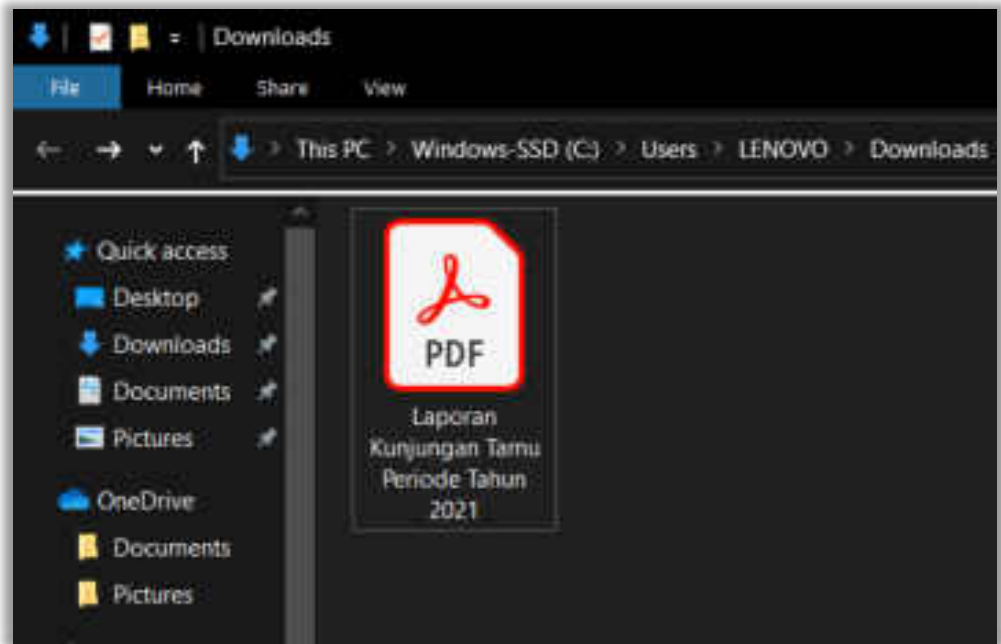 Downloads
File Home Share View
This PC > Windows-SSD (C:) > Users > LENOVO > Downloads
Quick access
Desktop
Downloads
Documents
Pictures
OneDrive
Documents
Pictures
PDF
Laporan
Kunjungan Tamu
Periode Tahun
2021